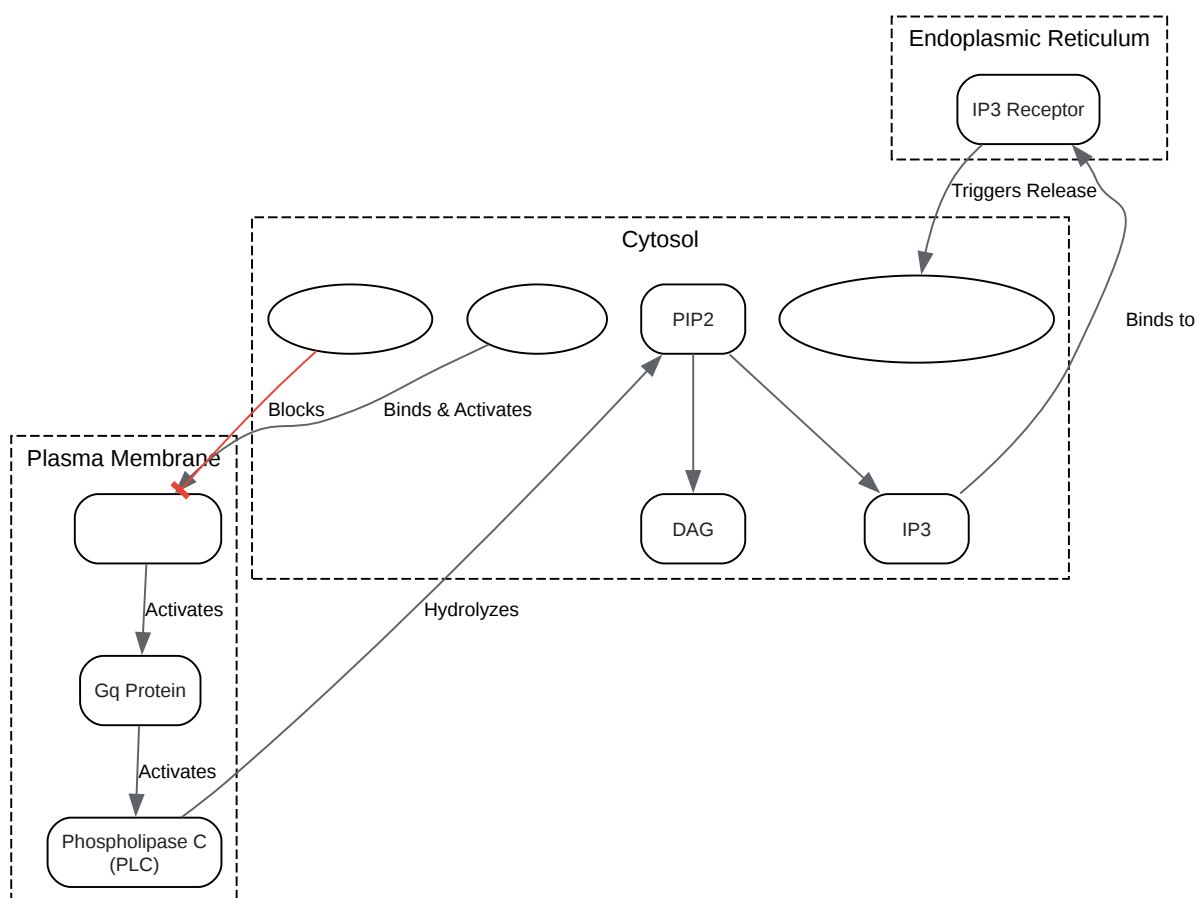 Endoplasmic Reticulum
IP3 Receptor
Triggers Release
Cytosol
PIP2
Binds to
Blocks
Binds & Activates
Plasma Membrane
DAG
IP3
Activates
Hydrolyzes
Gq Protein
Activates
Phospholipase C
(PLC)